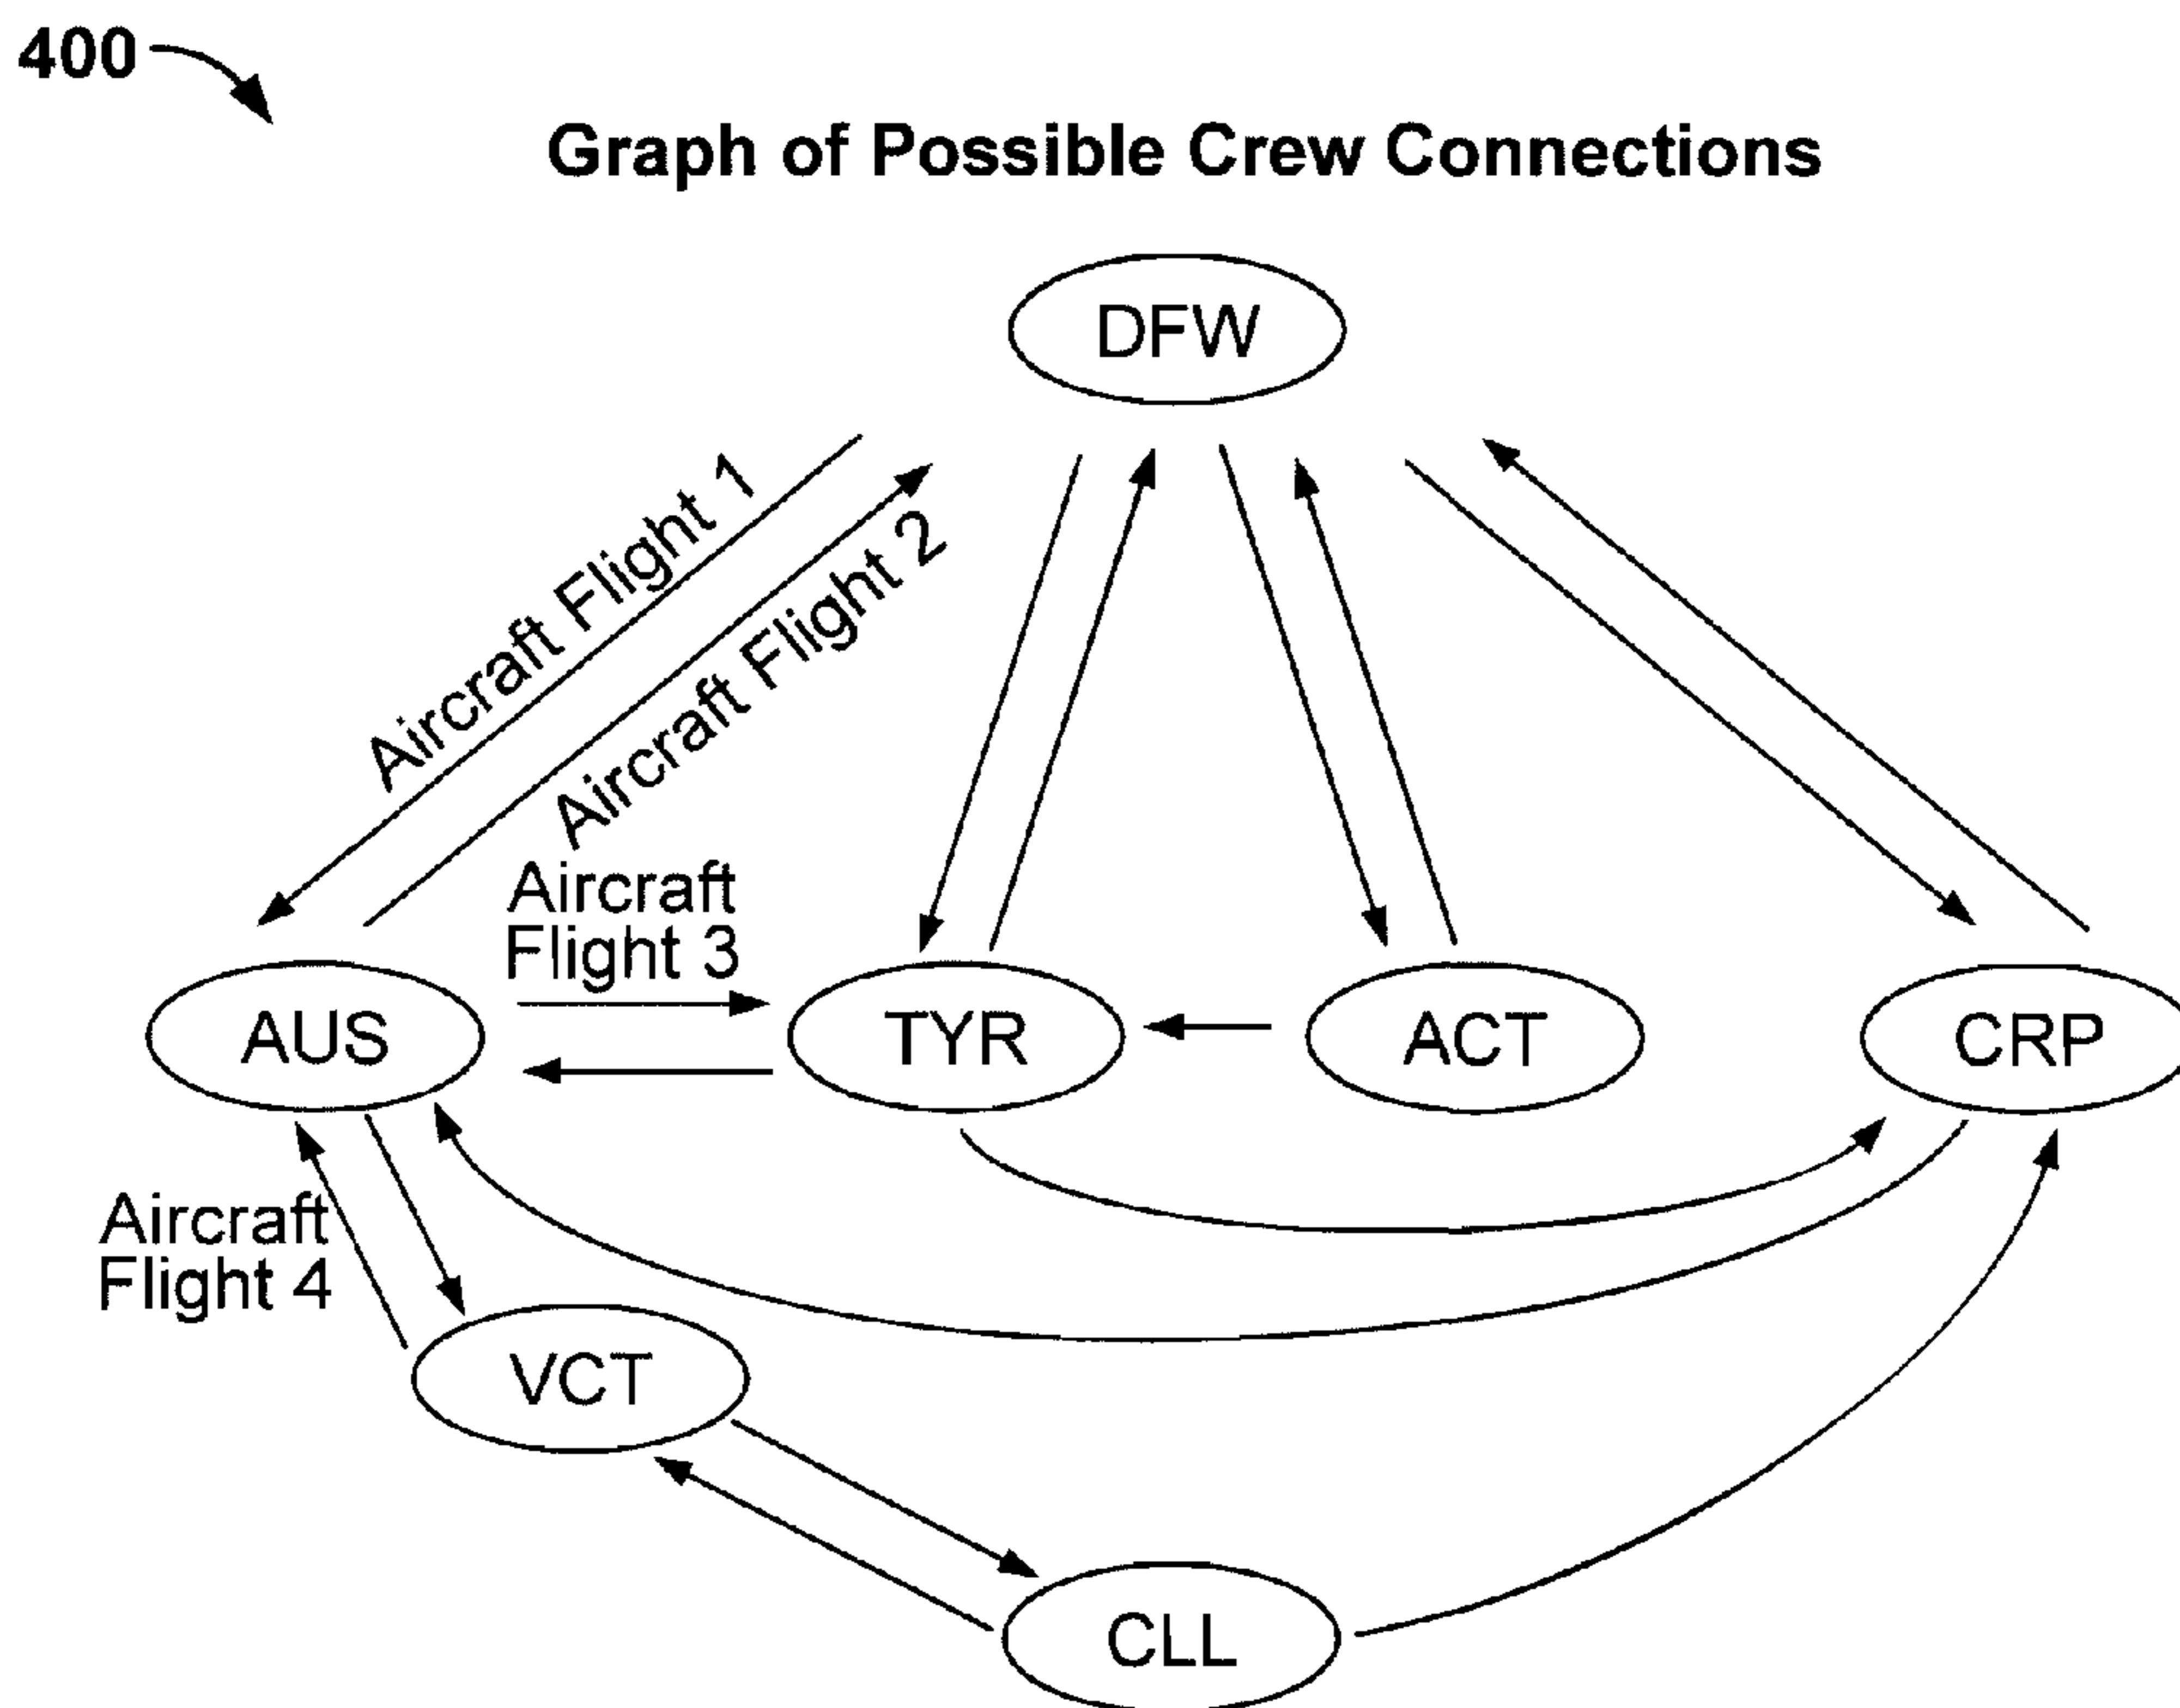 400
Graph of Possible Crew Connections
DFW
Aircraft Flight 1
Aircraft Flight 2
Aircraft
Flight 3
AUS
TYR
ACT
CRP
Aircraft
Flight 4
VCT
CLL